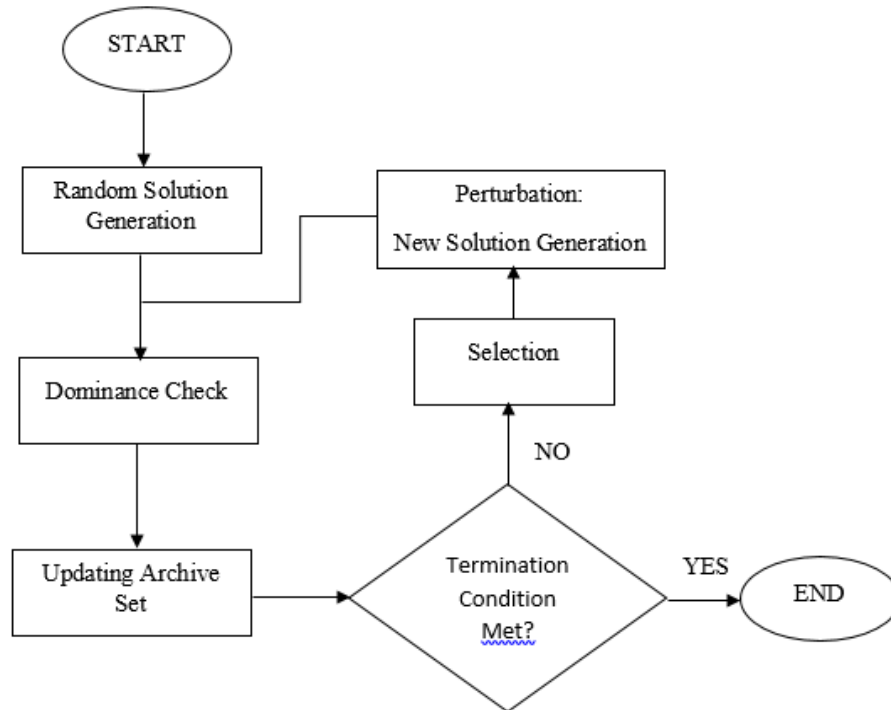 START
Random Solution
Generation
Perturbation:
New Solution Generation
Selection
Dominance Check
NO
Updating Archive
Set
Termination
Condition
Met?
YES
END